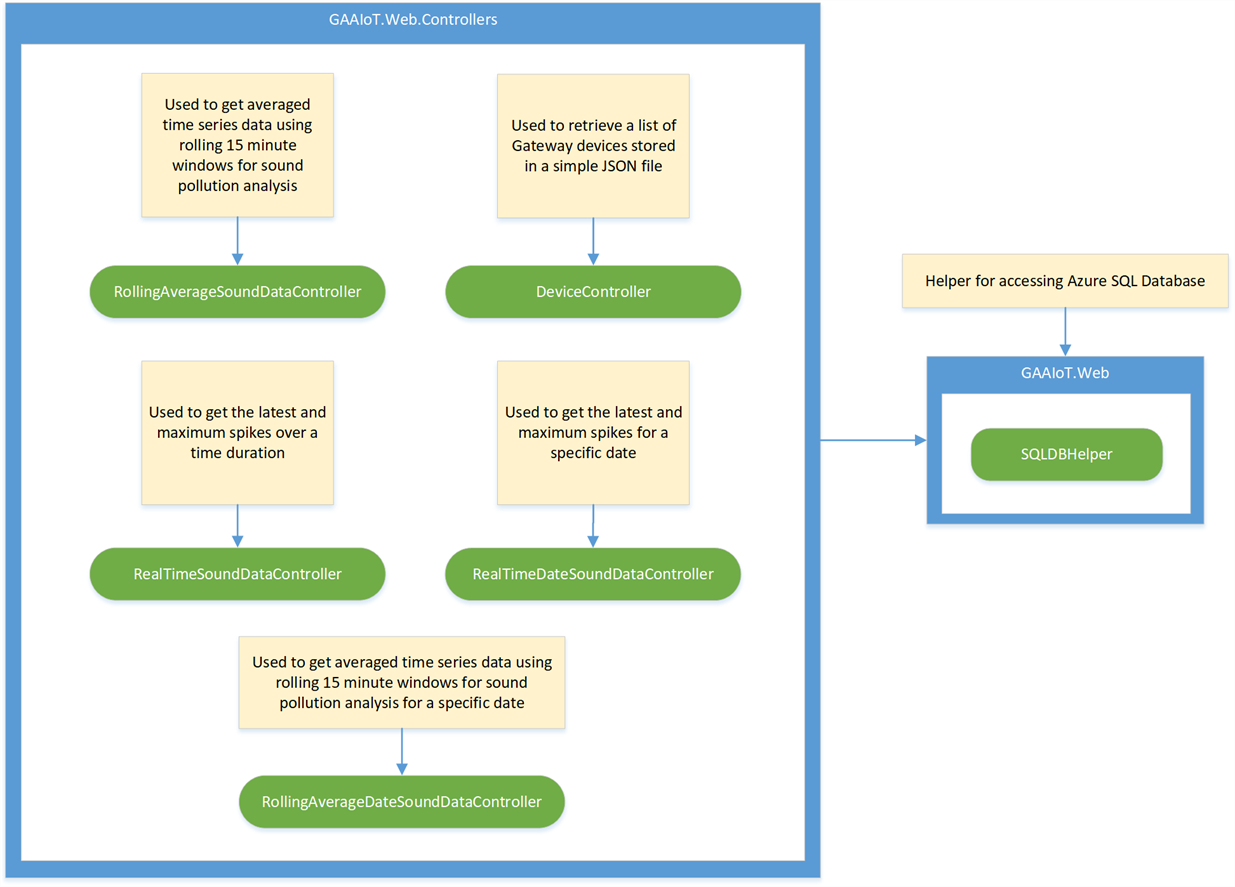 GAAIoT.Web.Controllers
Used to get averaged
time series data using
rolling 15 minute
windows for sound
pollution analysis
Used to retrieve a list of
Gateway devices stored
in a simple JSON file
RollingAverageSoundDataController
DeviceController
Used to get the latest and
maximum spikes over a
time duration
Used to get the latest and
maximum spikes for a
specific date
RealTimeSoundDataController
RealTimeDateSoundDataController
Used to get averaged time series data using
rolling 15 minute windows for sound
pollution analysis for a specific date
RollingAverageDateSoundDataController
Helper for accessing Azure SQL Database
GAAIoT.Web
SQLDBHelper